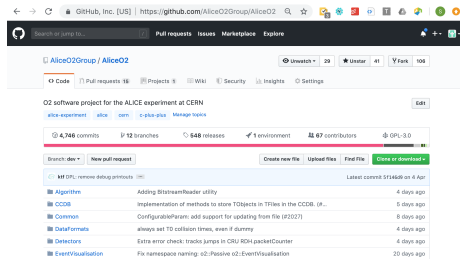 GitHub, Inc. [US] | https://github.com/AliceO2Group/AliceO2
Search or jump to... / Pull requests Issues Marketplace Explore
AliceO2Group / AliceO2 Unwatch 29 Unstar 41 Fork 106
Code Pull requests 16 Projects 1 Wiki Security Insights Settings
O2 software project for the ALICE experiment at CERN Edit
alice-experiment alice cern c-plus-plus Manage topics
4,746 commits 12 branches 548 releases 1 environment 67 contributors GPL-3.0
Branch: dev New pull request Create new file Upload files Find File Clone or download
ktf DPL: remove debug printouts Latest commit 5f146d9 on 4 Apr
Algorithm Adding BitstreamReader utility 4 days ago
CCDB Implementation of methods to store TObjects in TFiles in the CCDB. (#... 5 days ago
Common ConfigurableParam: add support for updating from file (#2027) 8 days ago
DataFormats always set T0 collision times, even if dummy 4 days ago
Detectors Extra error check: tracks jumps in CRU RDH.packetCounter 4 days ago
EventVisualisation Fix namespace naming: o2::Passive o2::EventVisualisation 20 days ago